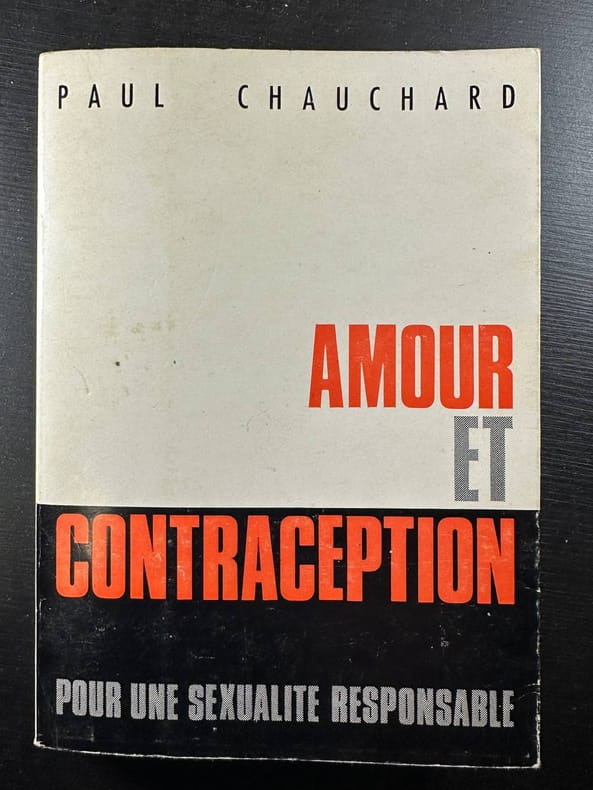 PAUL CHAUCHARD
AMOUR
ET
CONTRACEPTION
POUR UNE SEXUALITE RESPONSABLE